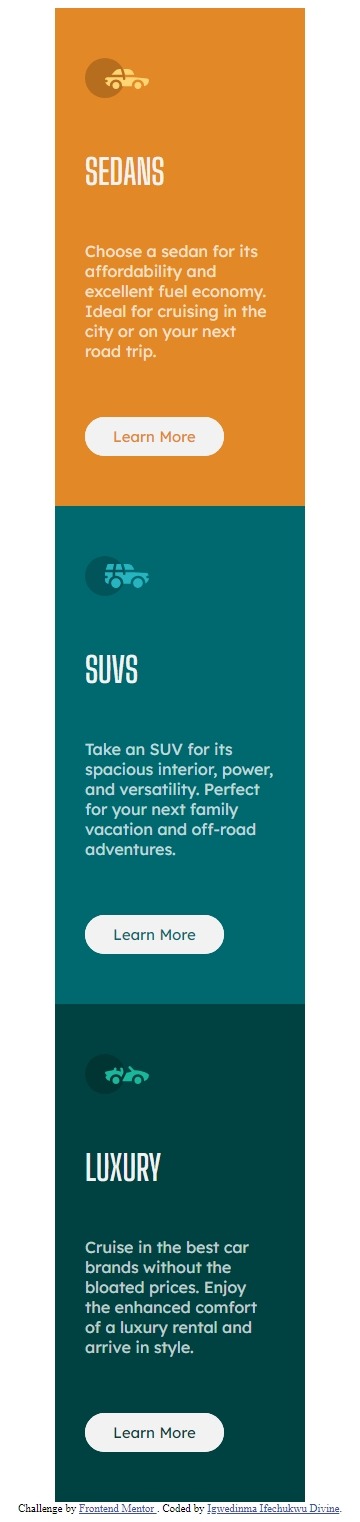 SEDANS
Choose a sedan for its
affordability and
excellent fuel economy.
Ideal for cruising in the
city or on your next
road trip.
Learn More
SUVS
Take an SUV for its
spacious interior, power,
and versatility. Perfect
for your next family
vacation and off-road
adventures.
Learn More
LUXURY
Cruise in the best car
brands without the
bloated prices. Enjoy
the enhanced comfort
of a luxury rental and
arrive in style.
Learn More
Challenge by Frontend Mentor . Coded by Igwedinma Ifechukwu Divine.